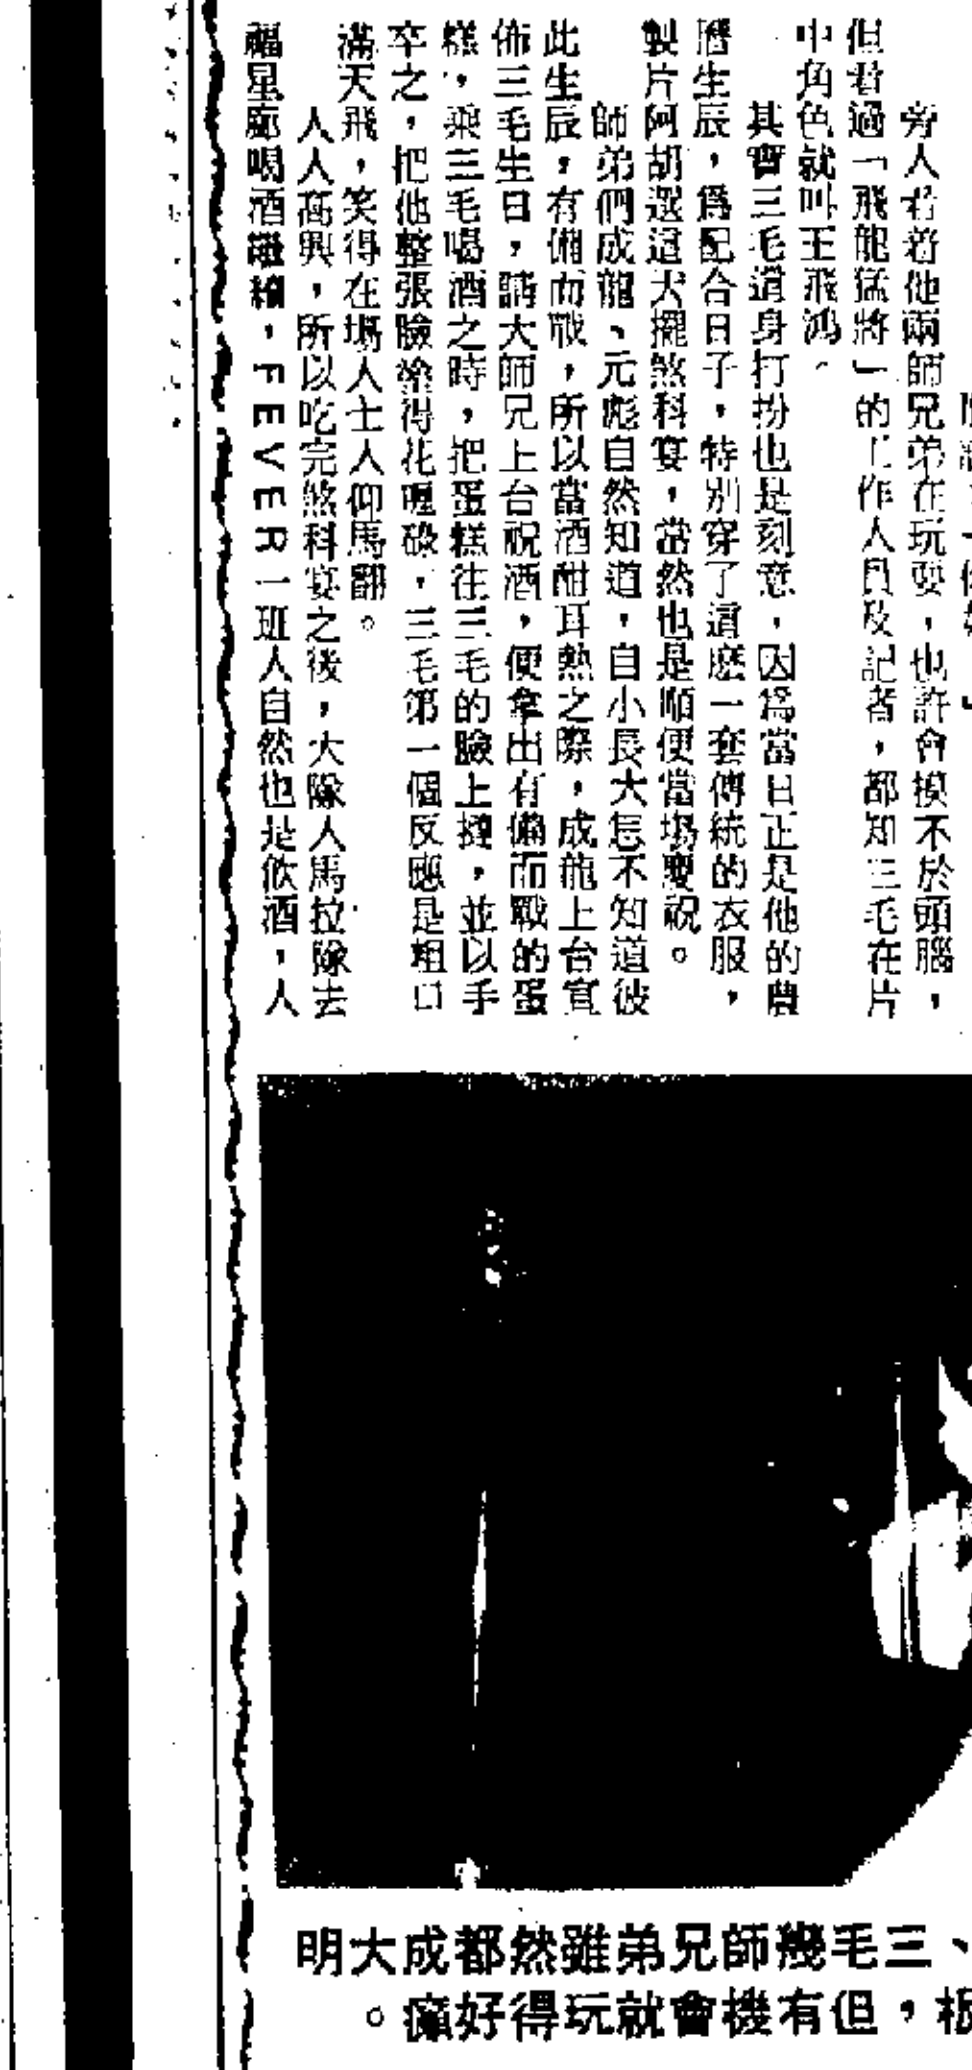 旁人看着他兩師兄弟在玩耍，也許會摸不於頭腦，
但看過「飛龍猛將」的工作人員及記者，都知三毛在片
中角色就叫王飛鴻。
其實三毛這身打扮也是刻意，因爲當日正是他的農
曆生辰，爲配合日子，特別穿了這麽一套傳統的衣服，
製片阿胡選這天擺煞科宴，當然也是順便當場慶祝。
師弟們成龍、元彪自然知道，自小長大怎不知道彼
此生辰，有備而戰，所以當酒酣耳熱之際，成龍上台宣
佈三毛生日，請大師兄上台祝酒，便拿出有備而戰的蛋
糕，乘三毛喝酒之時，把蛋糕往三毛的臉上擲，並以手
卒之，把他整張臉塗得花喱碌，三毛第一個反應是粗口
滿天飛，笑得在場人士人仰馬翻。
人人高興，所以吃完煞科宴之後，大隊人馬拉隊去
福星廊喝酒，FEVER一班人自然也是飲酒，人
、三毛幾師兄弟雖然都成大明
板，但有機會就玩得好癲。